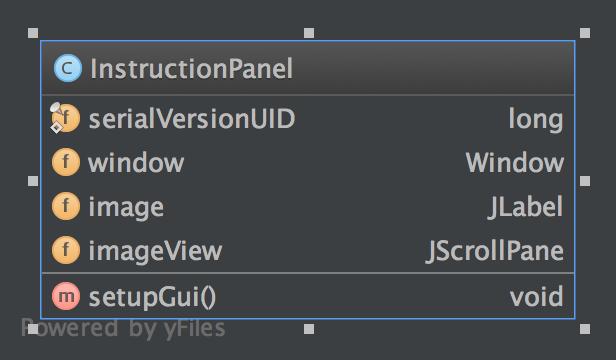 C InstructionPanel
f serialVersionUID long
f window Window
f image JLabel
f imageView JScrollPane
m setupGui() void
Powered by yFiles